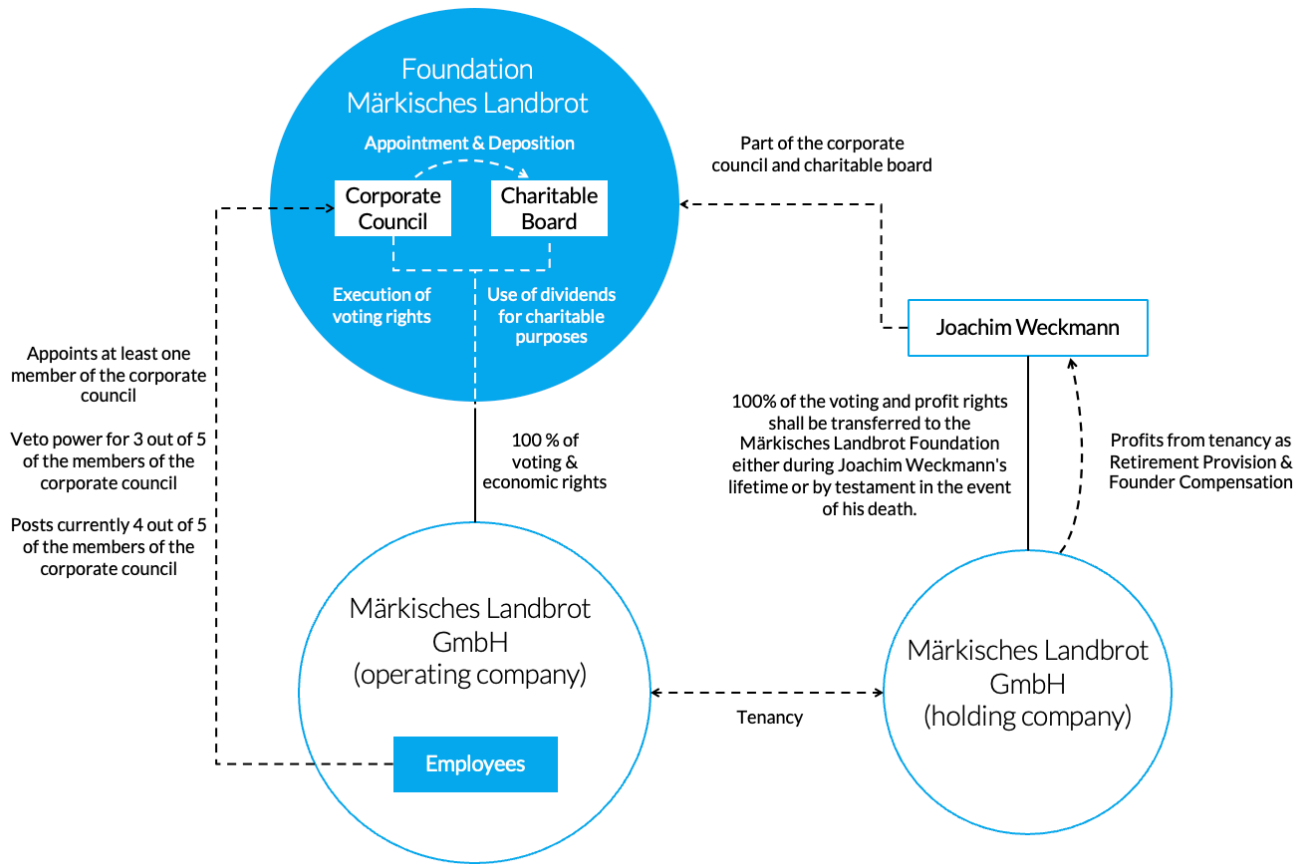 Foundation
Märkisches Landbrot
Appointment & Deposition
Corporate
Council
Charitable
Board
Execution of
voting rights
Use of dividends
for charitable
purposes
Part of the corporate
council and charitable board
Joachim Weckmann
Appoints at least one
member of the corporate
council
Veto power for 3 out of 5
of the members of the
corporate council
Posts currently 4 out of 5
of the members of the
corporate council
100 % of
voting &
economic rights
100% of the voting and profit rights
shall be transferred to the
Märkisches Landbrot Foundation
either during Joachim Weckmann's
lifetime or by testament in the event
of his death.
Profits from tenancy as
Retirement Provision &
Founder Compensation
Märkisches Landbrot
GmbH
(operating company)
Employees
Tenancy
Märkisches Landbrot
GmbH
(holding company)